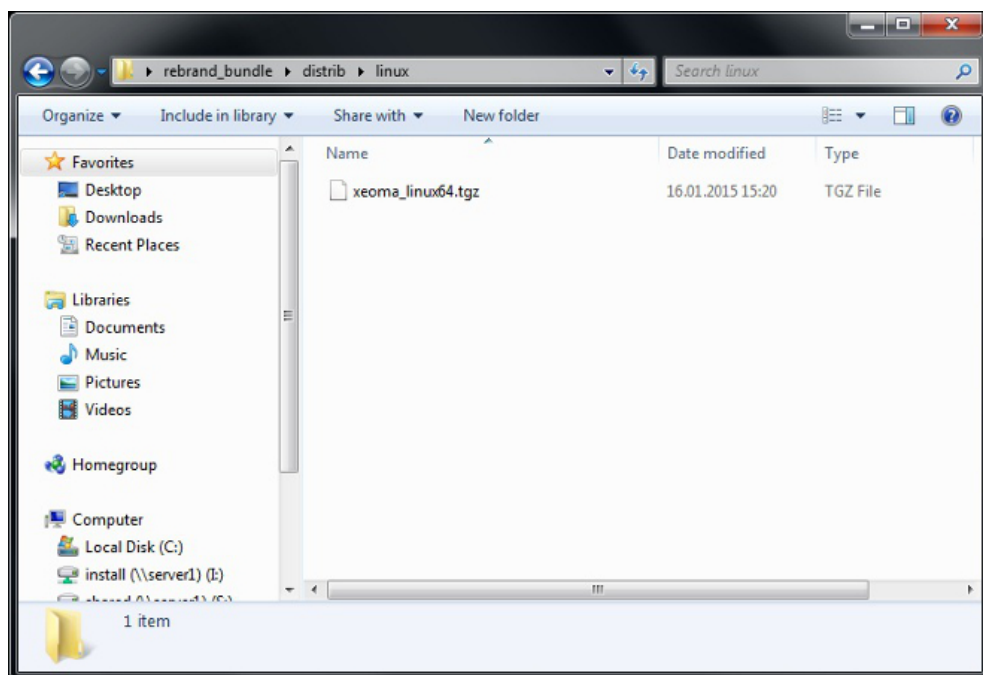 rebrand_bundle distrib linux Search linux
Organize Include in library Share with New folder
Name Date modified Type
Favorites
xeoma_linux64.tgz 16.01.2015 15:20 TGZ File
Desktop
Downloads
Recent Places
Libraries
Documents
Music
Pictures
Videos
Homegroup
Computer
Local Disk (C:)
install (\\server1) (I:)
shared (\\server1) (S:)
1 item